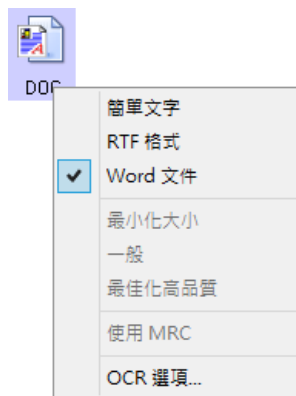 DOC
簡單文字
RTF 格式
Word 文件
最小化大小
一般
最佳化高品質
使用 MRC
OCR 選項...